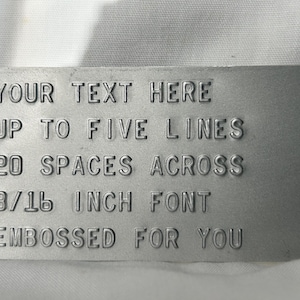 YOUR TEXT HERE
UP TO FIVE LINES
20 SPACES ACROSS
3/16 INCH FONT
EMBOSSED FOR YOU